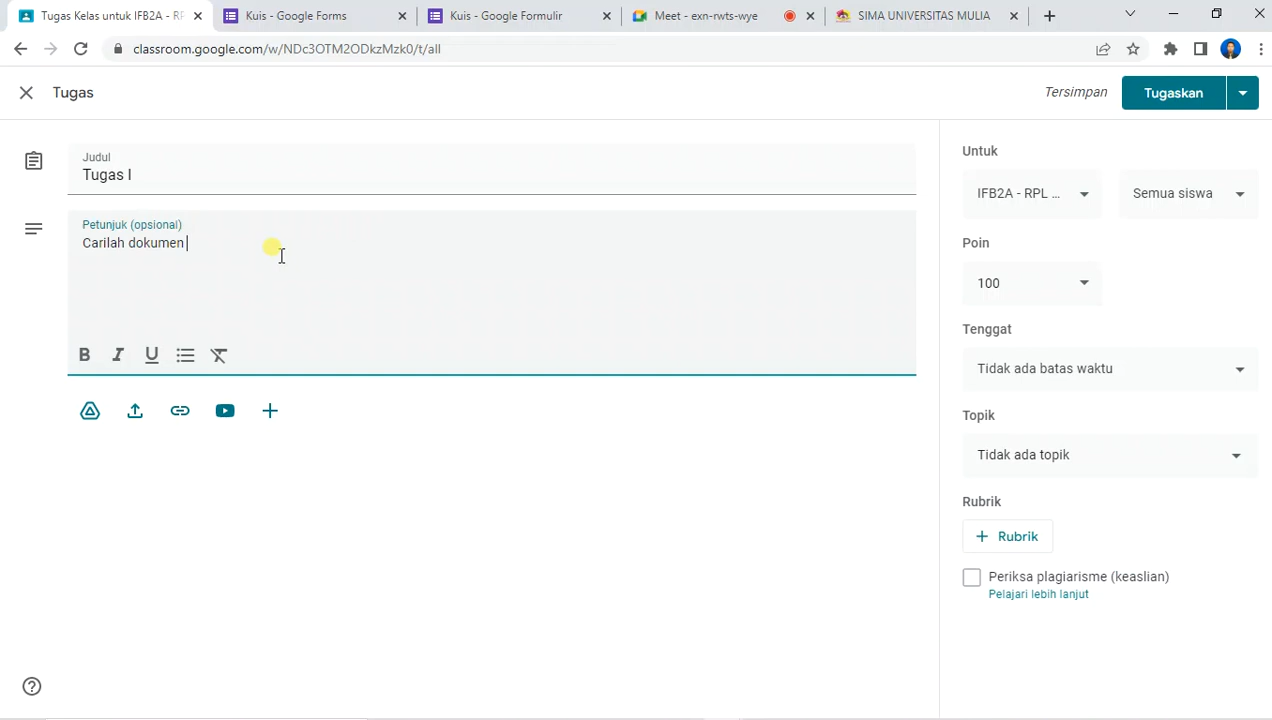 Tugas Kelas untuk IFB2A - RP
Kuis - Google Forms
Kuis - Google Formulir
Meet - exn-rwts-wye
SIMA UNIVERSITAS MULIA
classroom.google.com/w/NDc3OTM2ODkzMzk0/t/all
Tugas
Tersimpan
Tugaskan
Judul
Tugas I
Petunjuk (opsional)
Carilah dokumen
B I U
Untuk
IFB2A - RPL ...
Semua siswa
Poin
100
Tenggat
Tidak ada batas waktu
Topik
Tidak ada topik
Rubrik
+ Rubrik
Periksa plagiarisme (keaslian)
Pelajari lebih lanjut